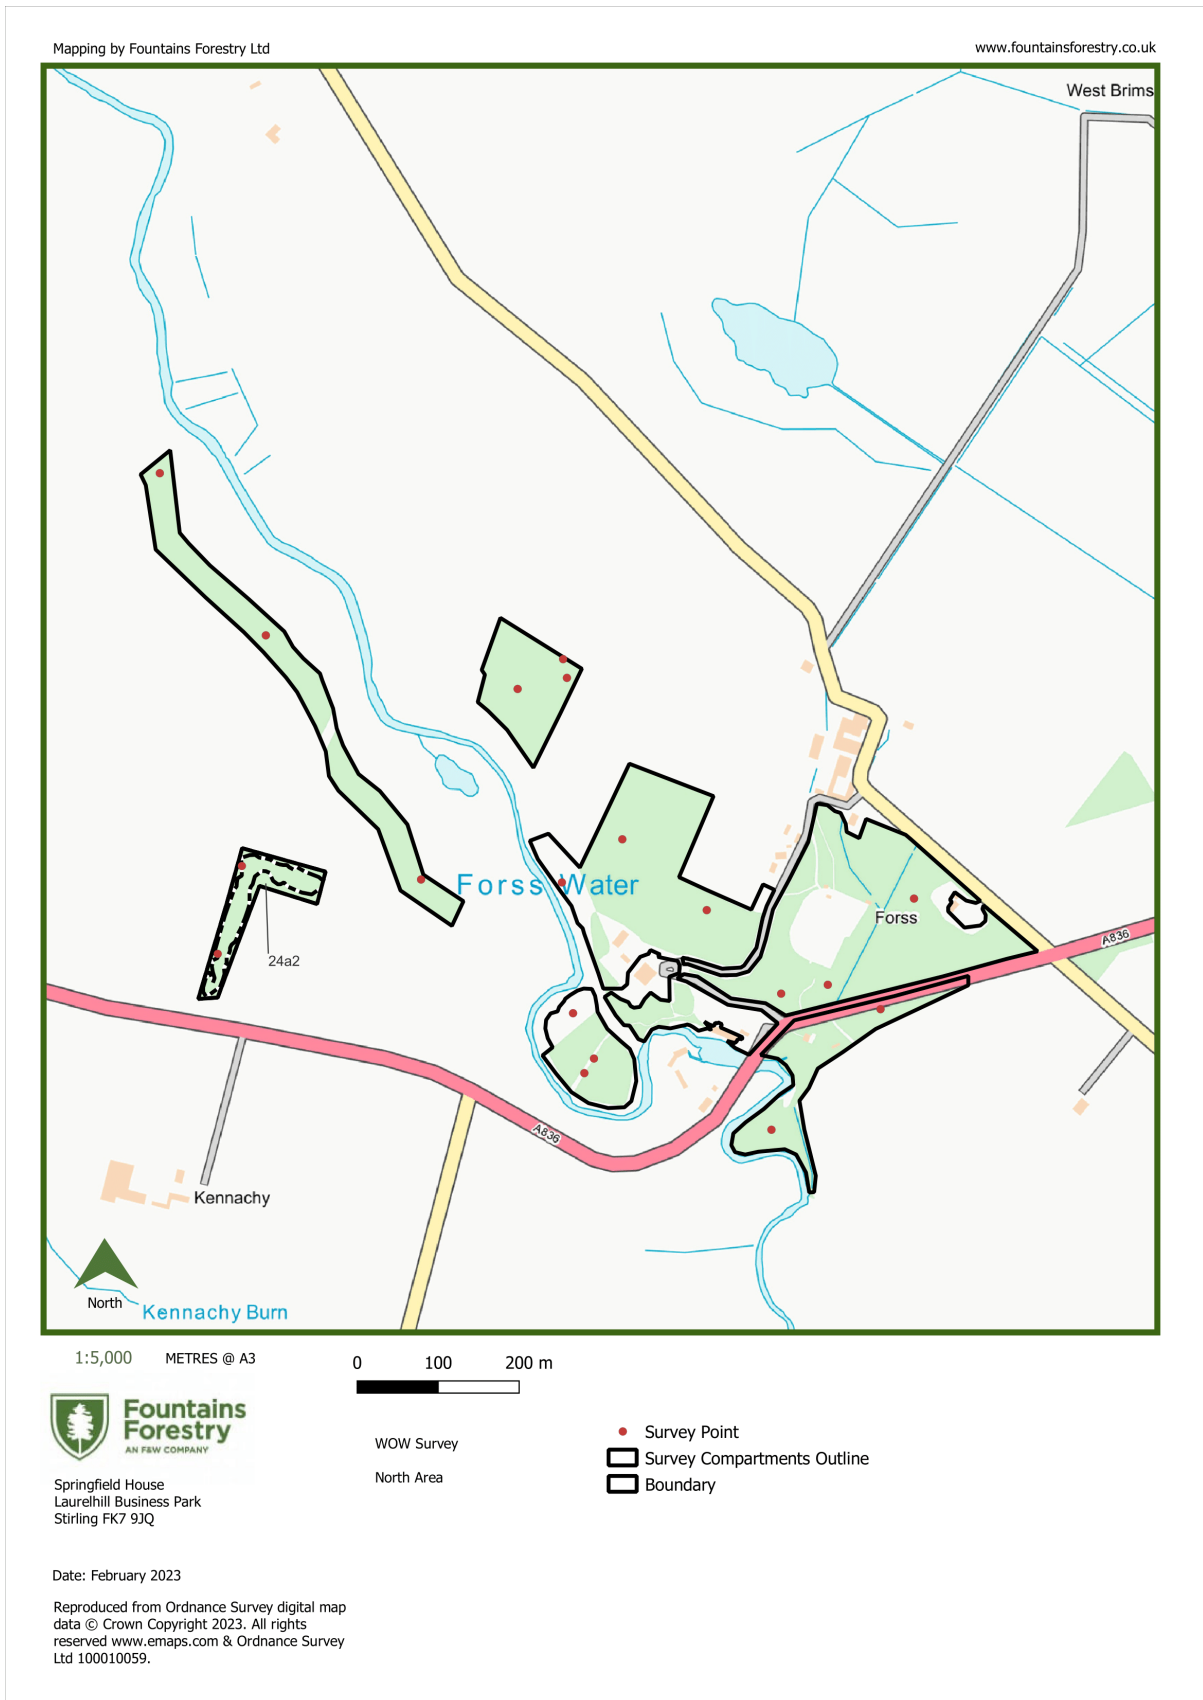 Mapping by Fountains Forestry Ltd
www.fountainsforestry.co.uk
West Brims
Forss Water
Forss
A836
24a2
A836
Kennachy
North
Kennachy Burn
1:5,000 METRES @ A3
0 100 200 m
Fountains
Forestry
AN F&W COMPANY
WOW Survey
North Area
Survey Point
Survey Compartments Outline
Boundary
Springfield House
Laurelhill Business Park
Stirling FK7 9JQ
Date: February 2023
Reproduced from Ordnance Survey digital map
data © Crown Copyright 2023. All rights
reserved www.emaps.com & Ordnance Survey
Ltd 100010059.